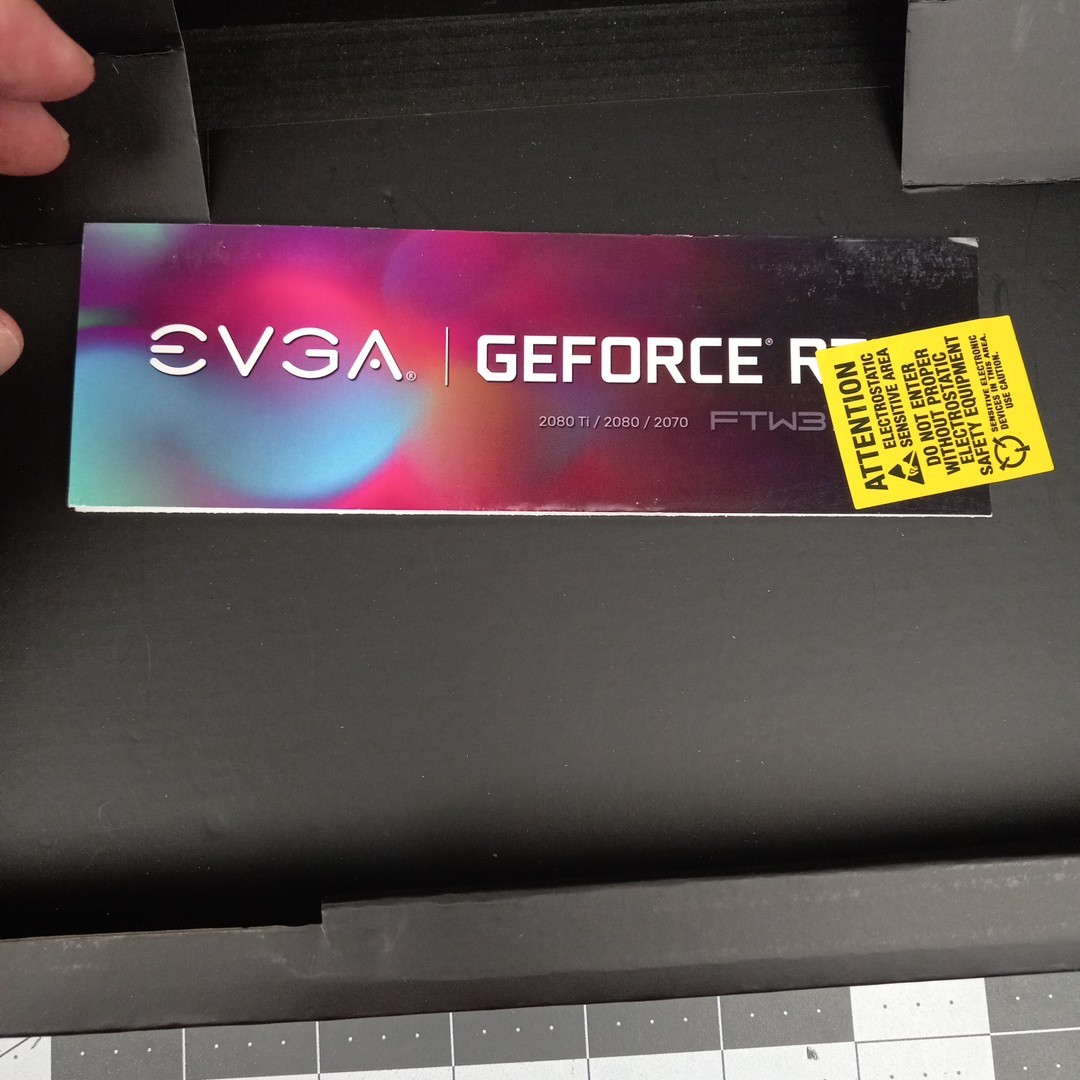 EVGA® | GEFORCE® RT
2080 Ti / 2080 / 2070 FTW3
ATTENTION
ELECTROSTATIC
SENSITIVE AREA
DO NOT ENTER
WITHOUT PROPER
ELECTROSTATIC
SAFETY EQUIPMENT
SENSITIVE ELECTRONIC
DEVICES IN THIS AREA.
USE CAUTION.